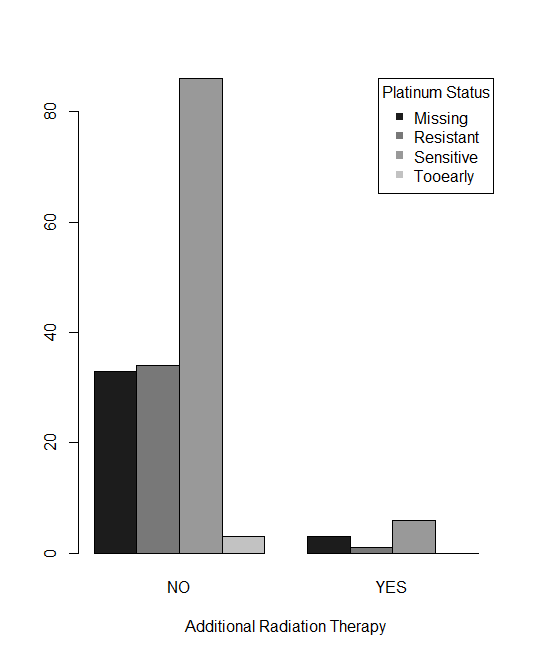 Platinum Status
Missing
Resistant
Sensitive
Tooearly
80
60
40
20
0
NO YES
Additional Radiation Therapy